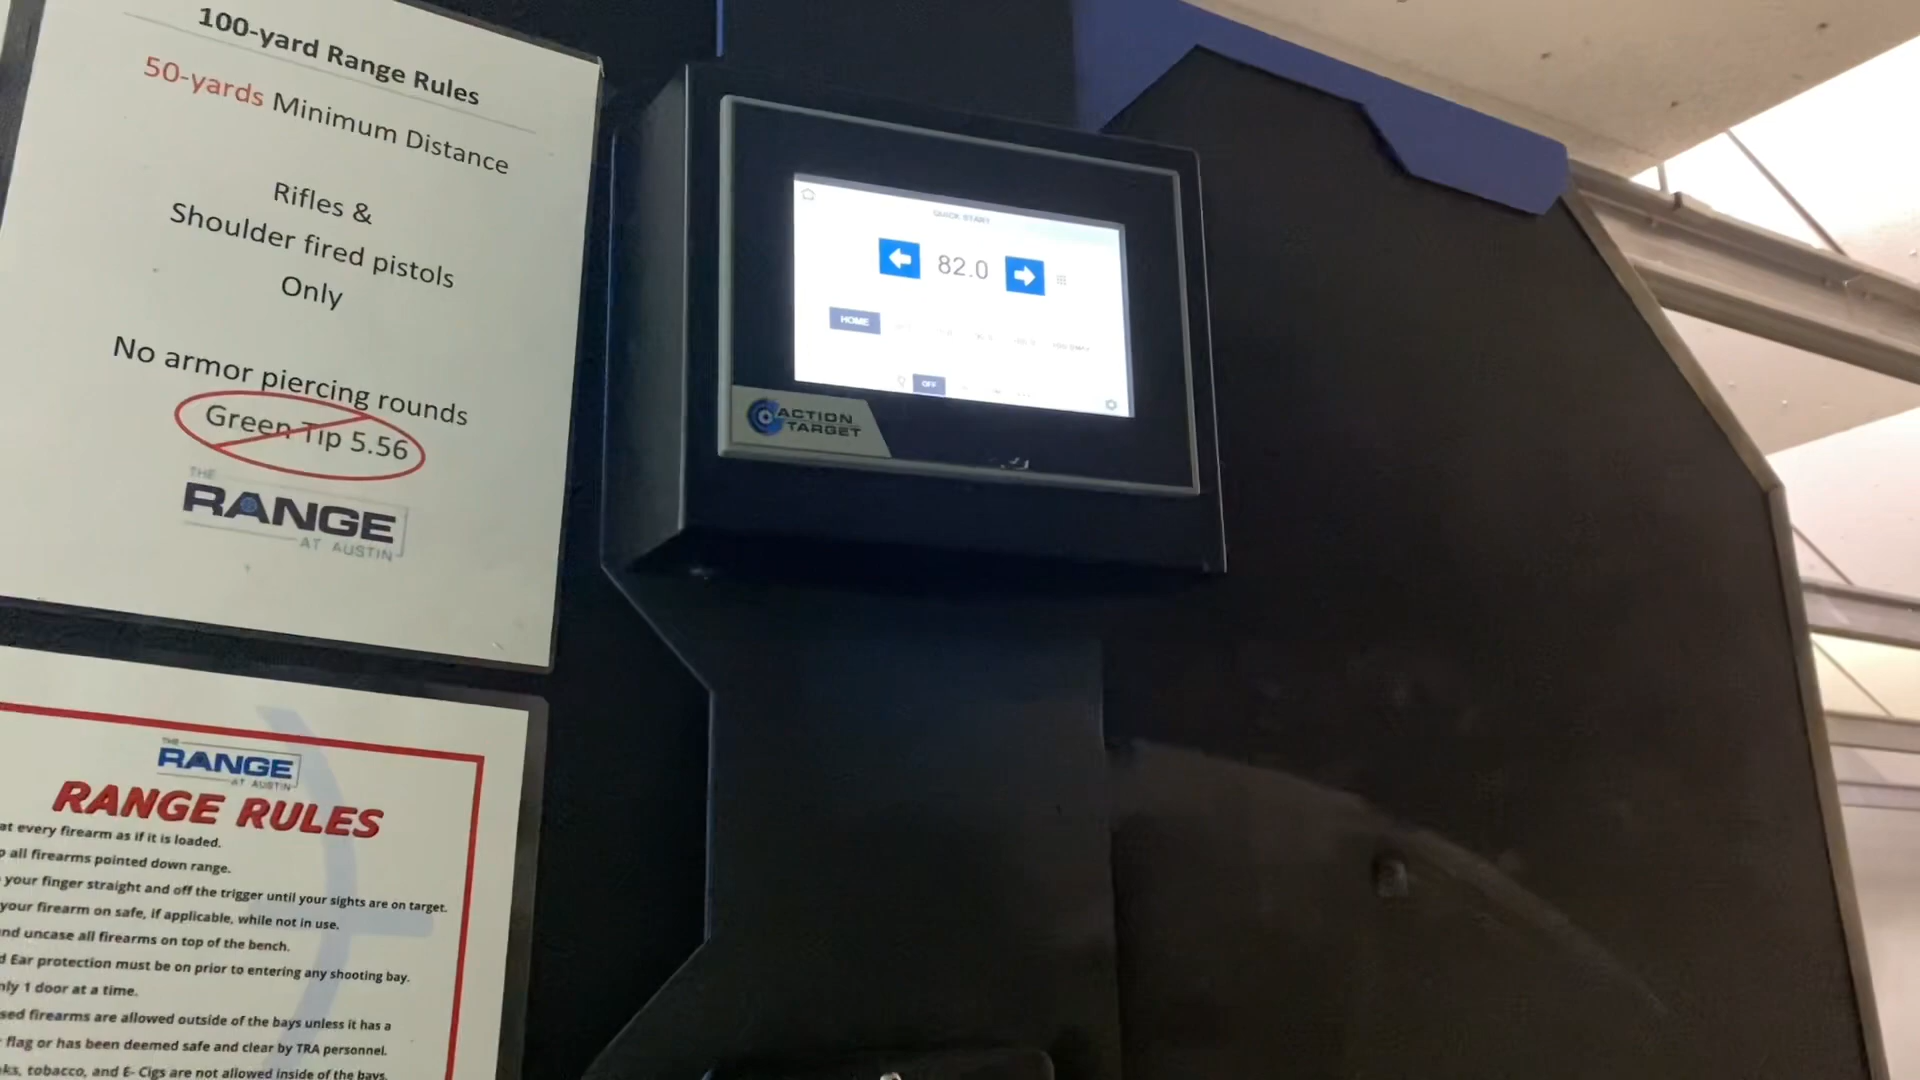 100-yard Range Rules
50-yards Minimum Distance
Rifles &
Shoulder fired pistols
Only
No armor piercing rounds
Green Tip 5.56
THE
RANGE
AT AUSTIN
THE
RANGE
AT AUSTIN
RANGE RULES
at every firearm as if it is loaded.
p all firearms pointed down range.
your finger straight and off the trigger until your sights are on target.
your firearm on safe, if applicable, while not in use.
nd uncase all firearms on top of the bench.
d Ear protection must be on prior to entering any shooting bay.
nly 1 door at a time.
sed firearms are allowed outside of the bays unless it has a
flag or has been deemed safe and clear by TRA personnel.
ks, tobacco, and E- Cigs are not allowed inside of the bays.
QUICK START
82.0
HOME
OFF
ACTION
TARGET